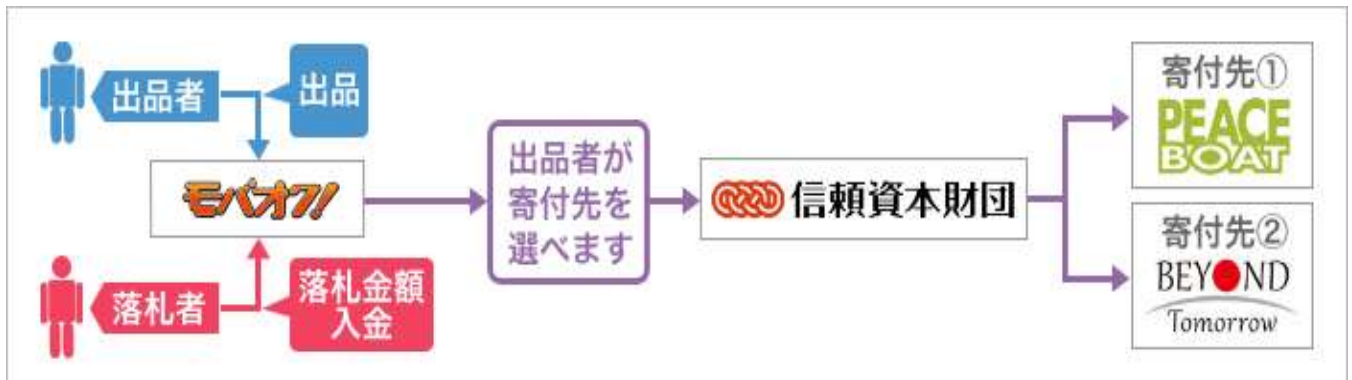 出品者
出品
モバオク!
落札者
落札金額
入金
出品者が
寄付先を
選べます
信頼資本財団
寄付先①
PEACE
BOAT
寄付先②
BEYOND
Tomorrow